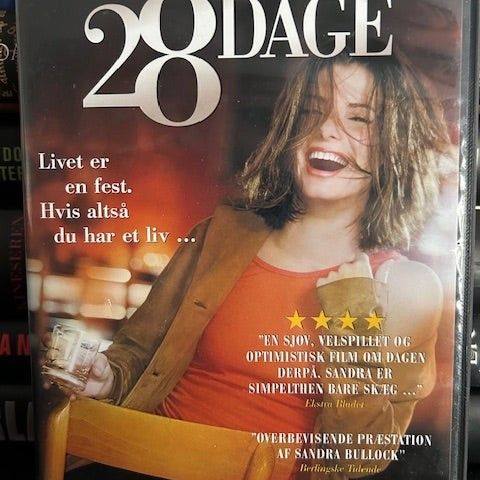 28 DAGE
Livet er
en fest.
Hvis altså
du har et liv ...
"EN SJOV, VELSPILLET OG
OPTIMISTISK FILM OM DAGEN
DERPÅ. SANDRA ER
SIMPELTHEN BARE SKÆG ..."
Ekstra Bladet
"OVERBEVISENDE PRÆSTATION
AF SANDRA BULLOCK"
Berlingske Tidende